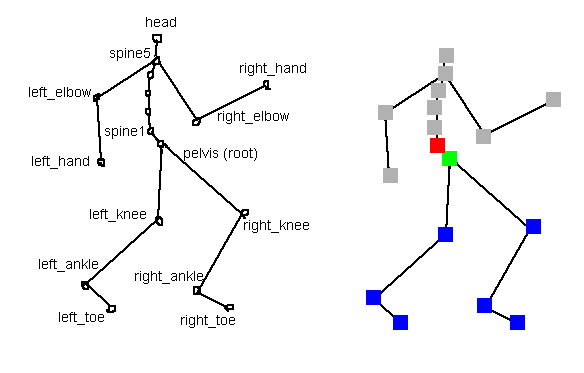 head
spine5
right_hand
left_elbow
right_elbow
spine1
left_hand
pelvis (root)
left_knee
right_knee
left_ankle
right_ankle
left_toe
right_toe